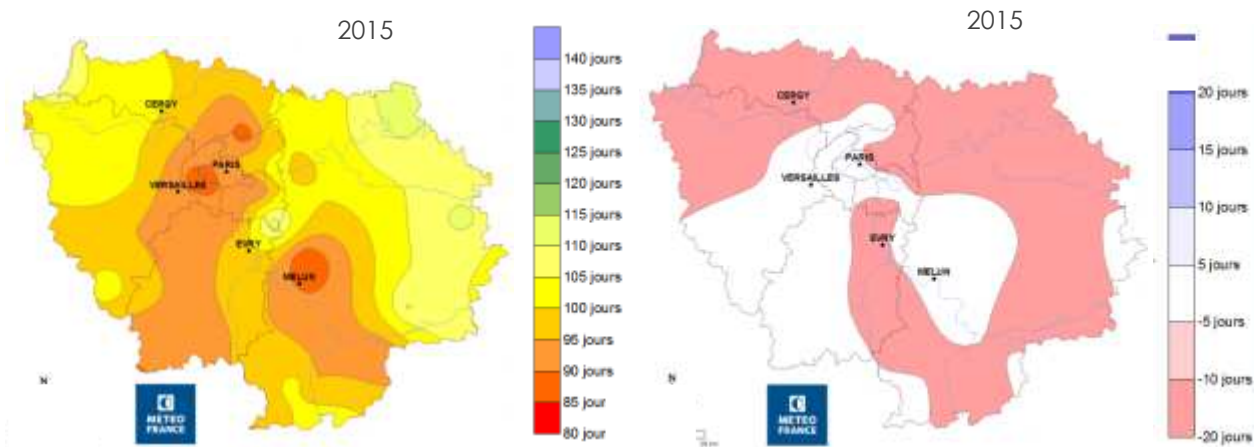 2015
CERGY
PARIS
VERSAILLES
EVRY
MELUN
N
METEO
FRANCE
140 jours
135 jours
130 jours
125 jours
120 jours
115 jours
110 jours
105 jours
100 jours
95 jours
90 jours
85 jour
80 jour
2015
CERGY
PARIS
VERSAILLES
EVRY
MELUN
N
METEO
FRANCE
20 jours
15 jours
10 jours
5 jours
-5 jours
-10 jours
-20 jours